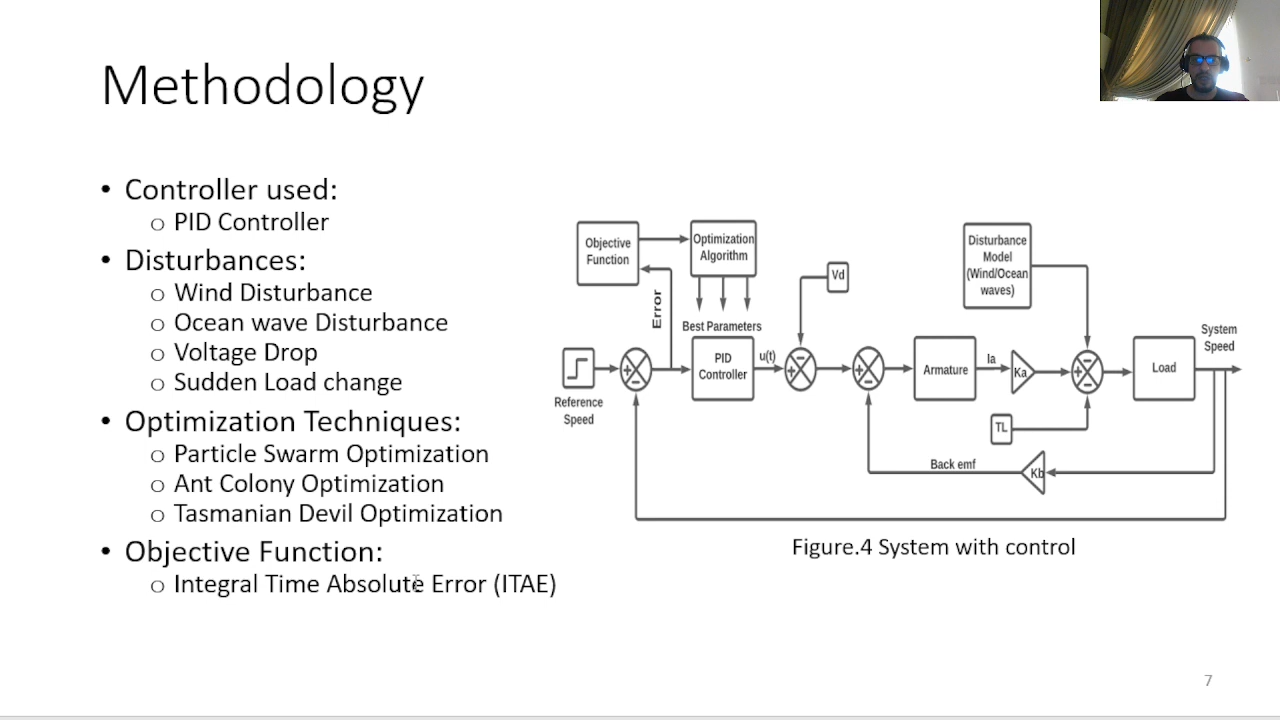 Methodology
• Controller used:
o PID Controller
• Disturbances:
o Wind Disturbance
o Ocean wave Disturbance
o Voltage Drop
o Sudden Load change
• Optimization Techniques:
o Particle Swarm Optimization
o Ant Colony Optimization
o Tasmanian Devil Optimization
• Objective Function:
o Integral Time Absolute Error (ITAE)
Objective
Function
Optimization
Algorithm
Error
Best Parameters
Vd
Disturbance
Model
(Wind/Ocean
waves)
Reference
Speed
+
-
PID
Controller
u(t)
+
-
+
-
Armature
Ia
Ka
+
-
-
Load
System
Speed
TL
Back emf
Kb
Figure.4 System with control
7